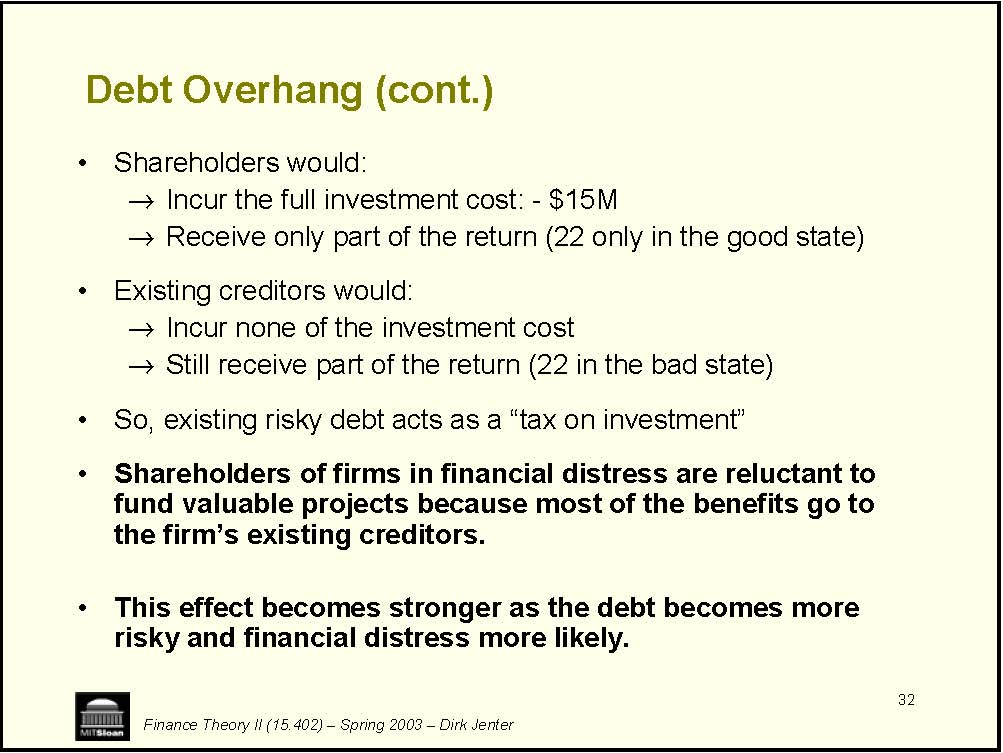 Debt Overhang (cont.)
• Shareholders would:
→ Incur the full investment cost: - $15M
→ Receive only part of the return (22 only in the good state)
• Existing creditors would:
→ Incur none of the investment cost
→ Still receive part of the return (22 in the bad state)
• So, existing risky debt acts as a “tax on investment”
• Shareholders of firms in financial distress are reluctant to
fund valuable projects because most of the benefits go to
the firm’s existing creditors.
• This effect becomes stronger as the debt becomes more
risky and financial distress more likely.
32
MITSloan
Finance Theory II (15.402) – Spring 2003 – Dirk Jenter